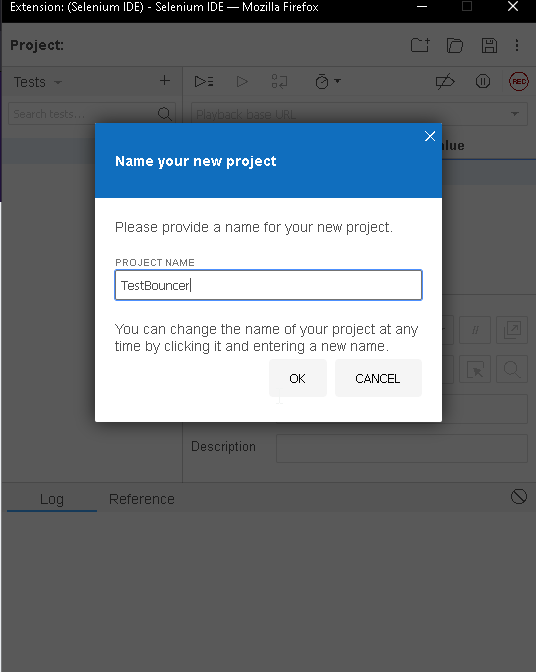 Extension: (Selenium IDE) - Selenium IDE — Mozilla Firefox
Project:
Tests
REC
Search tests...
Playback base URL
alue
Name your new project
Please provide a name for your new project.
PROJECT NAME
TestBouncer
You can change the name of your project at any
time by clicking it and entering a new name.
OK
CANCEL
//
Description
Log
Reference